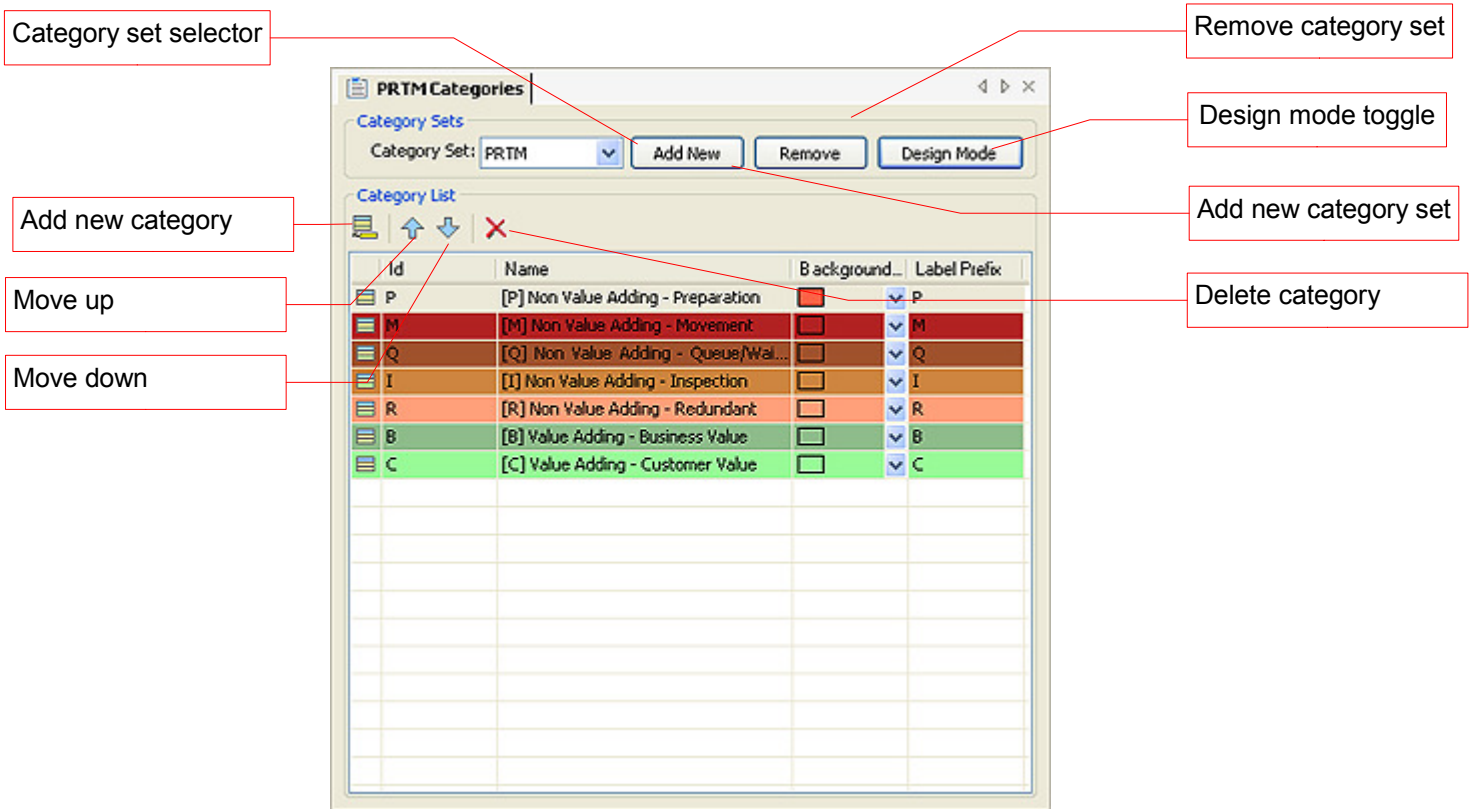 Category set selector
Remove category set
PRTM Categories
Category Sets
Design mode toggle
Category Set: PRTM Add New Remove Design Mode
Category List
Add new category
Add new category set
Id Name Background... Label Prefix
Move up
P [P] Non Value Adding - Preparation P
Delete category
M [M] Non Value Adding - Movement M
Q [Q] Non Value Adding - Queue/Wai... Q
Move down
I [I] Non Value Adding - Inspection I
R [R] Non Value Adding - Redundant R
B [B] Value Adding - Business Value B
C [C] Value Adding - Customer Value C